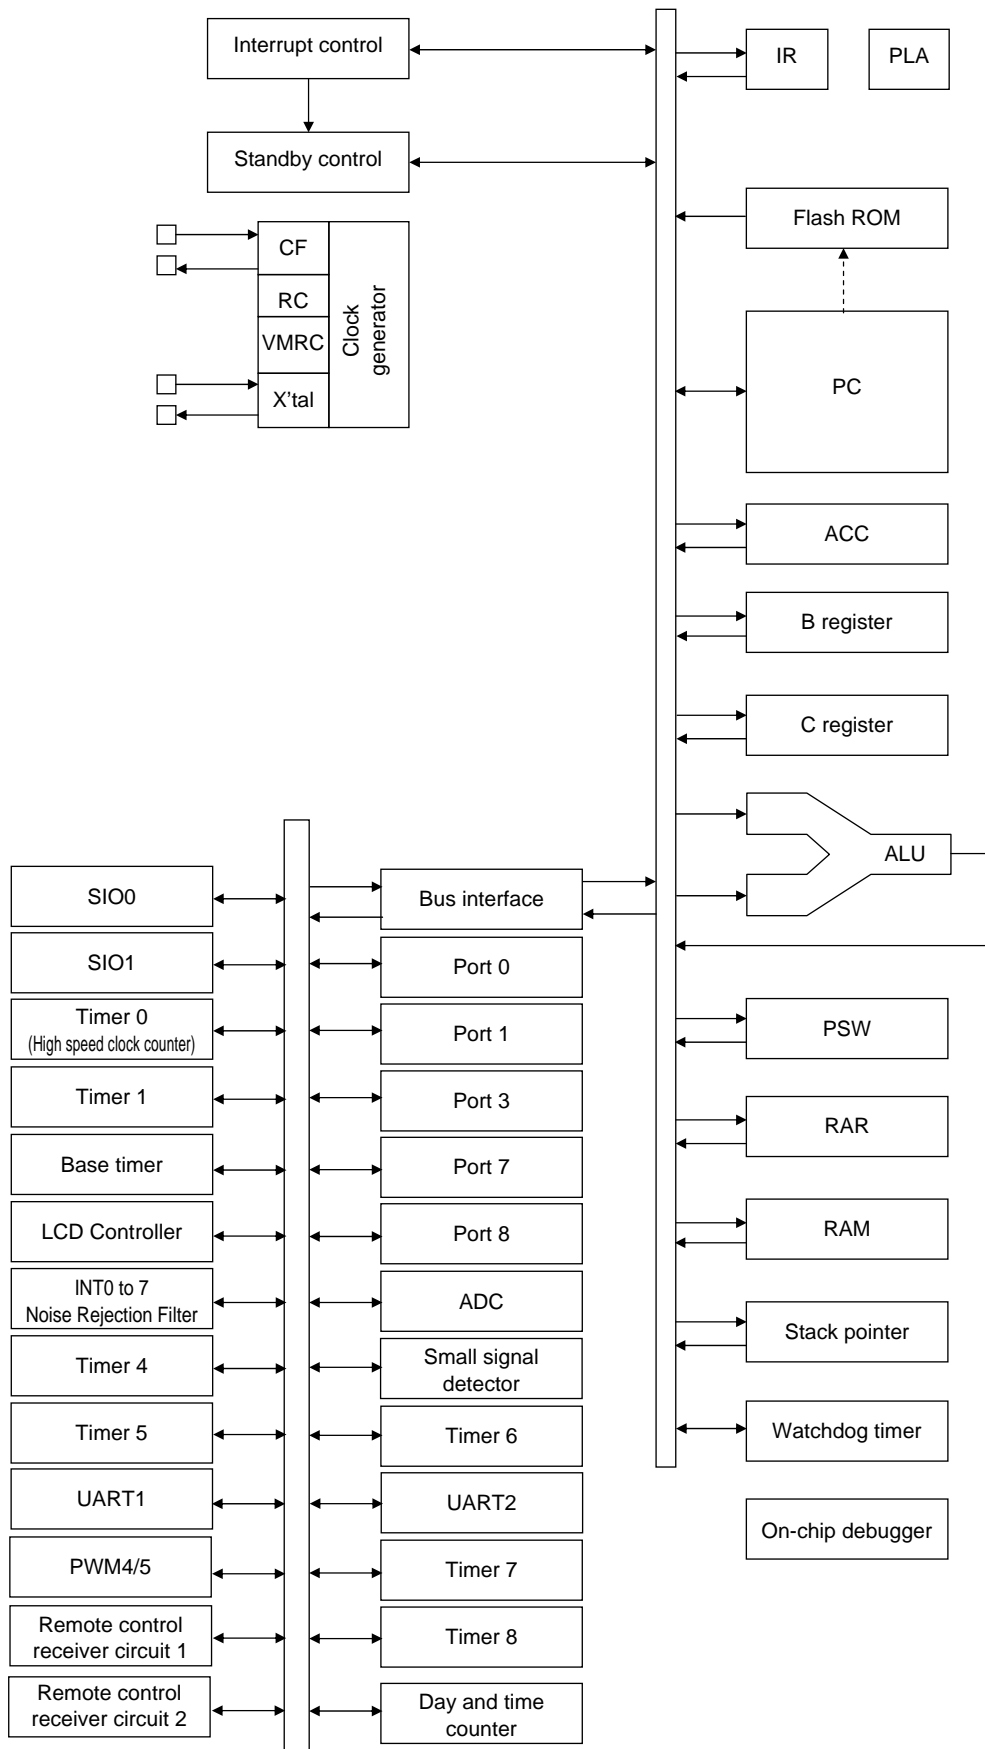 Interrupt control
IR
PLA
Standby control
Flash ROM
CF
RC
VMRC
X'tal
Clock
generator
PC
ACC
B register
C register
ALU
SIO0
Bus interface
SIO1
Port 0
Timer 0
(High speed clock counter)
Port 1
PSW
Timer 1
Port 3
RAR
Base timer
Port 7
LCD Controller
Port 8
RAM
INT0 to 7
Noise Rejection Filter
ADC
Stack pointer
Timer 4
Small signal
detector
Timer 5
Timer 6
Watchdog timer
UART1
UART2
On-chip debugger
PWM4/5
Timer 7
Remote control
receiver circuit 1
Timer 8
Remote control
receiver circuit 2
Day and time
counter